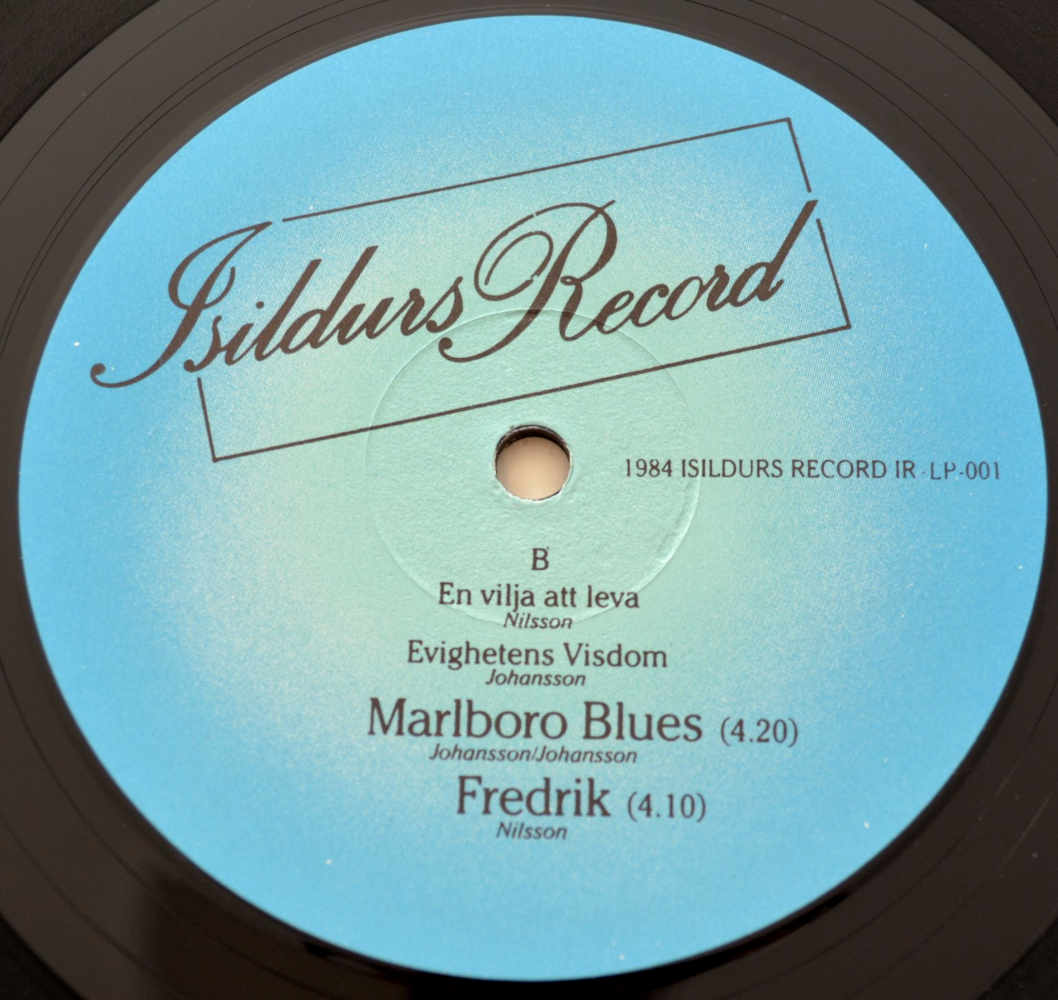 Isildurs Record
1984 ISILDURS RECORD IR-LP-001
B
En vilja att leva
Nilsson
Evighetens Visdom
Johansson
Marlboro Blues (4.20)
Johansson/Johansson
Fredrik (4.10)
Nilsson